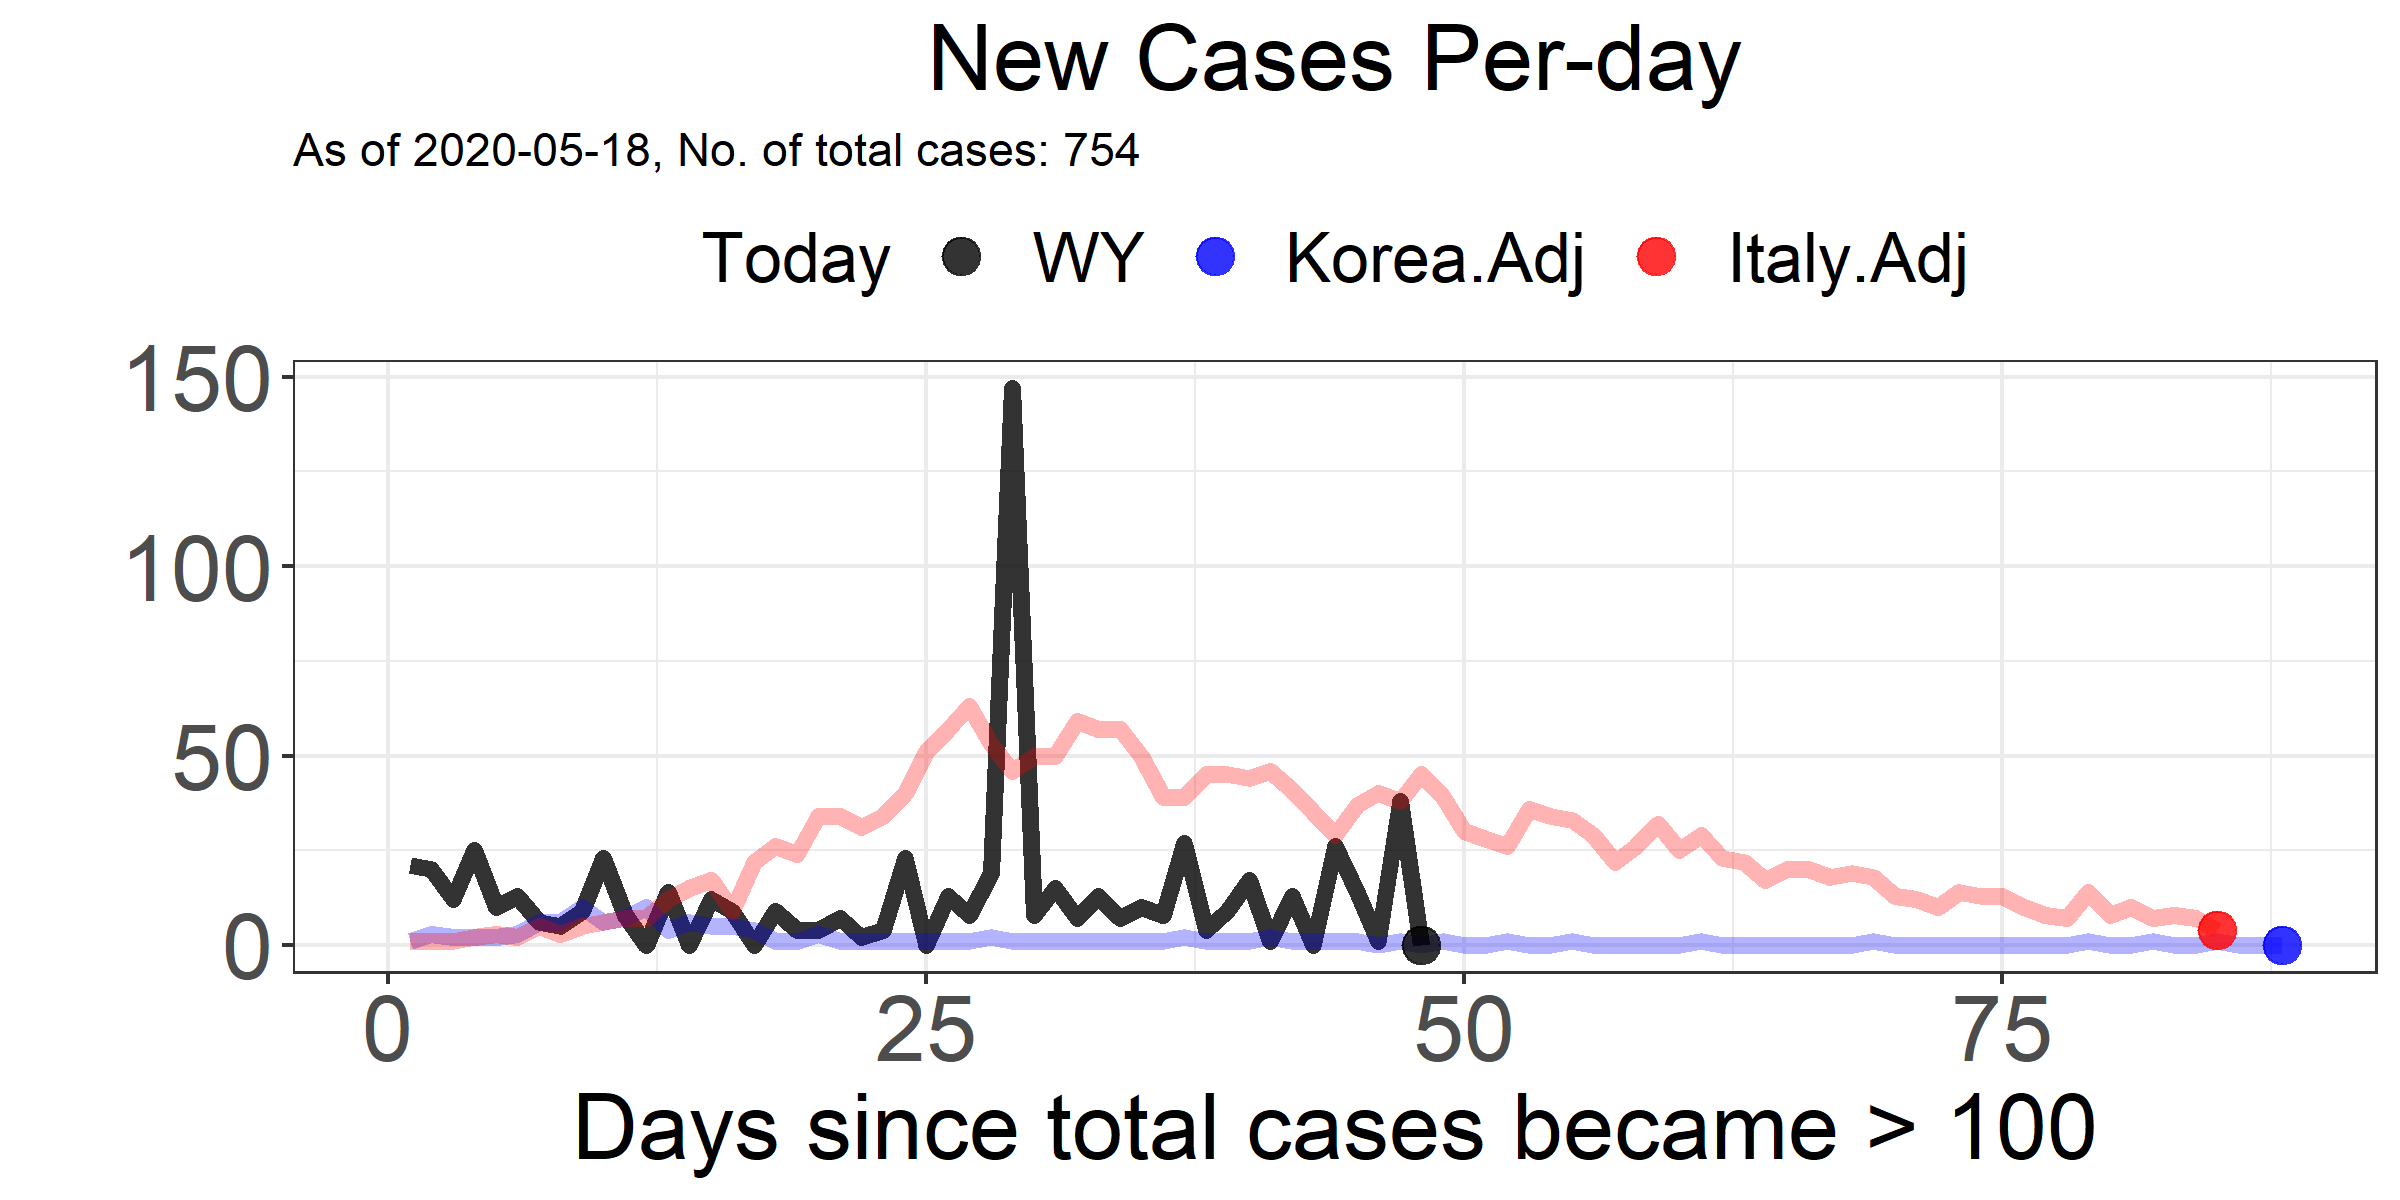 New Cases Per-day
As of 2020-05-18, No. of total cases: 754
Today WY Korea.Adj Italy.Adj
150
100
50
0
0 25 50 75
Days since total cases became > 100